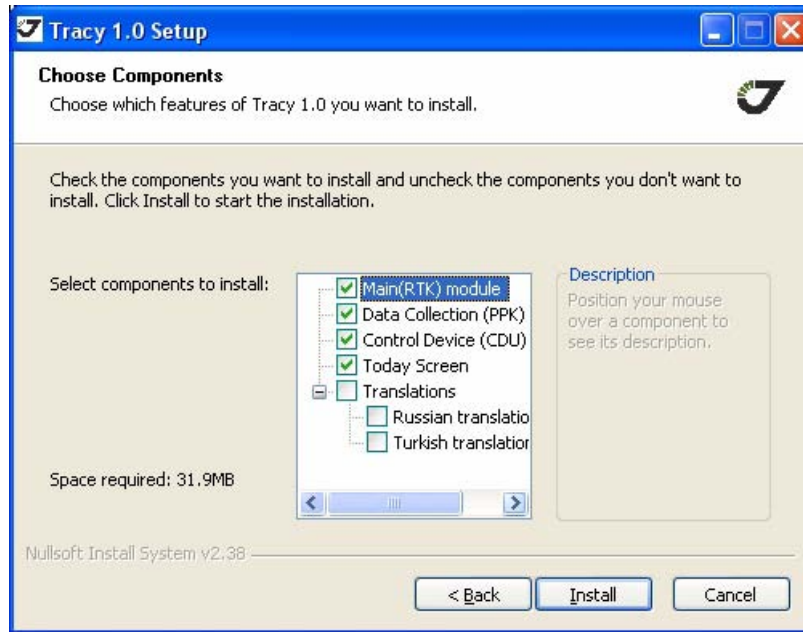 Tracy 1.0 Setup
Choose Components
Choose which features of Tracy 1.0 you want to install.
Check the components you want to install and uncheck the components you don't want to
install. Click Install to start the installation.
Select components to install:
Main(RTK) module
Data Collection (PPK)
Control Device (CDU)
Today Screen
Translations
Russian translatio
Turkish translation
Description
Position your mouse
over a component to
see its description.
Space required: 31.9MB
Nullsoft Install System v2.38
< Back
Install
Cancel